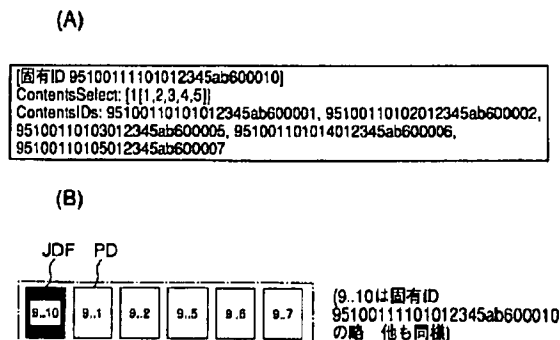 (A)
[固有ID 95100111101012345ab600010]
ContentsSelect: {1[1,2,3,4,5]}
ContentsIDs: 95100110101012345ab600001, 95100110102012345ab600002,
95100110103012345ab600005, 951001101014012345ab600006,
95100110105012345ab600007
(B)
JDF PD
9..10 9..1 9..2 9..5 9..6 9..7
(9..10は固有ID
95100111101012345ab600010
の略 他も同様)